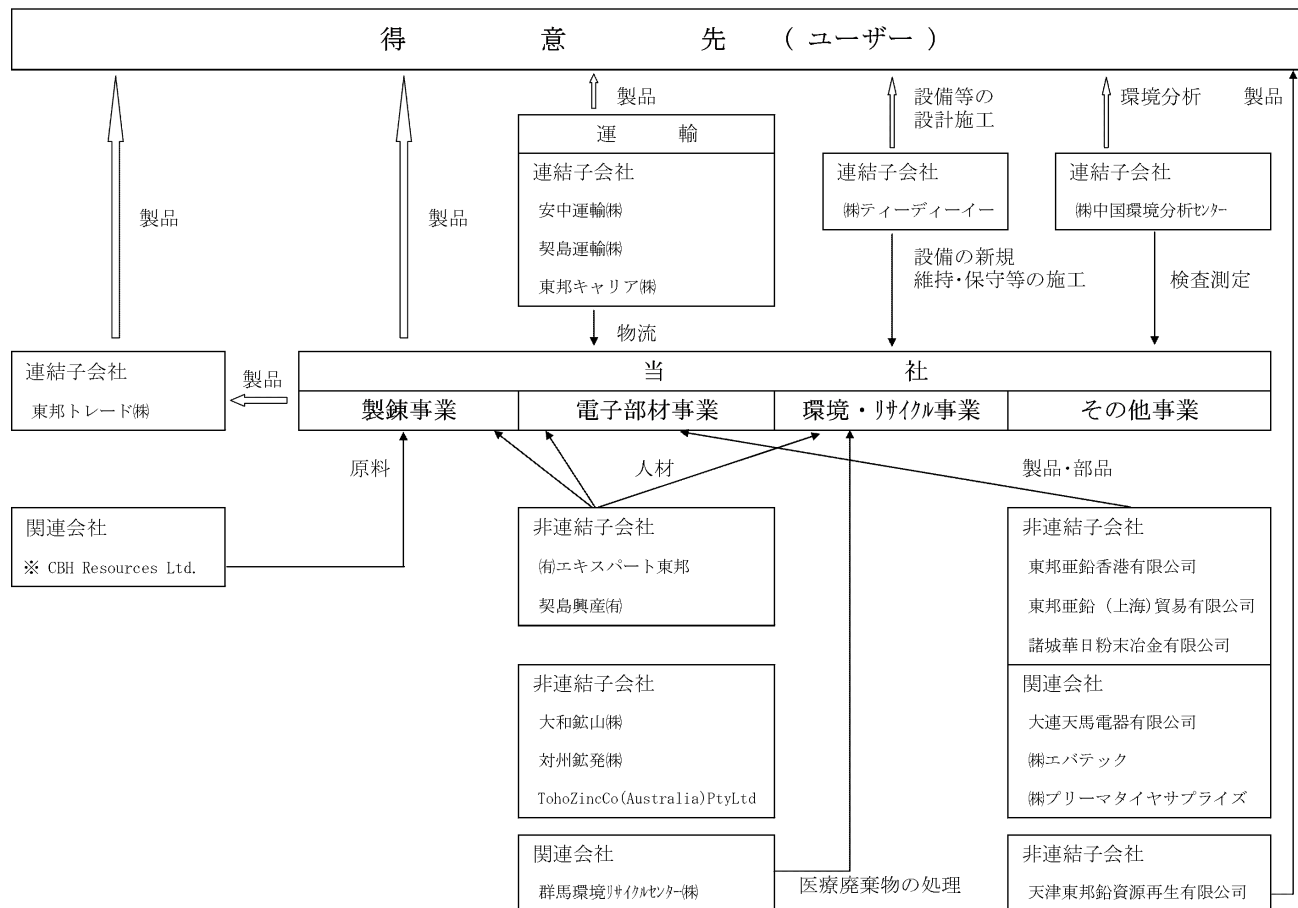 得意先（ユーザー）
製品
設備等の
設計施工
環境分析
製品
運輸
連結子会社
安中運輸㈱
契島運輸㈱
東邦キャリア㈱
連結子会社
㈱ティーディーイー
連結子会社
㈱中国環境分析ｾﾝﾀｰ
製品
製品
設備の新規
維持･保守等の施工
検査測定
物流
連結子会社
東邦トレード㈱
製品
当社
製錬事業
電子部材事業
環境・ﾘｻｲｸﾙ事業
その他事業
原料
人材
製品･部品
関連会社
※ CBH Resources Ltd.
非連結子会社
㈲エキスパート東邦
契島興産㈲
非連結子会社
東邦亜鉛香港有限公司
東邦亜鉛（上海)貿易有限公司
諸城華日粉末冶金有限公司
非連結子会社
大和鉱山㈱
対州鉱発㈱
TohoZincCo(Australia)PtyLtd
関連会社
大連天馬電器有限公司
㈱エバテック
㈱プリーマタイヤサプライズ
関連会社
群馬環境ﾘｻｲｸﾙｾﾝﾀｰ㈱
医療廃棄物の処理
非連結子会社
天津東邦鉛資源再生有限公司